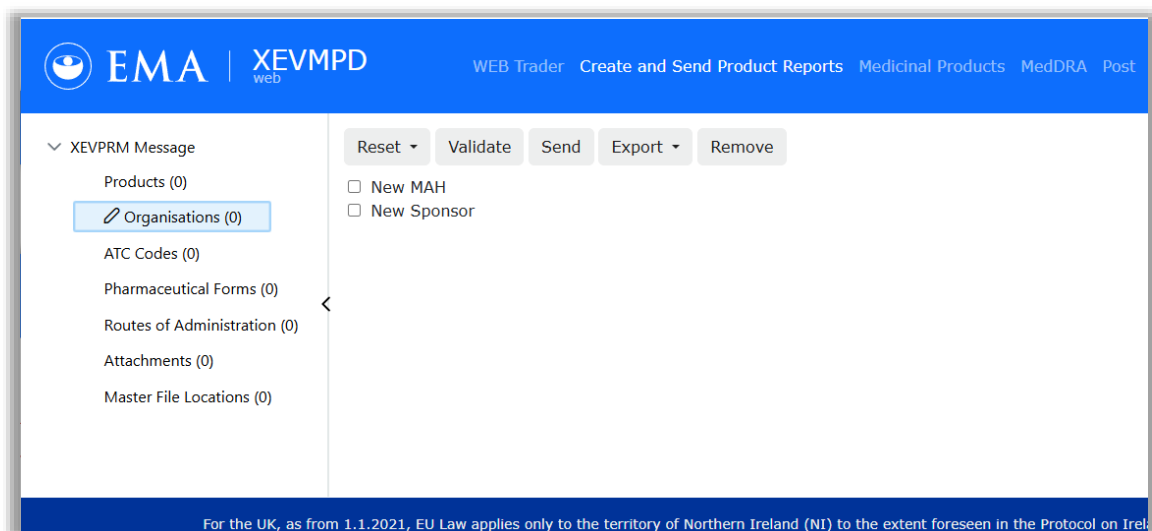 EMA XEVMPD
web
WEB Trader Create and Send Product Reports Medicinal Products MedDRA Post
XEVPRM Message
Products (0)
Organisations (0)
ATC Codes (0)
Pharmaceutical Forms (0)
Routes of Administration (0)
Attachments (0)
Master File Locations (0)
Reset Validate Send Export Remove
New MAH
New Sponsor
For the UK, as from 1.1.2021, EU Law applies only to the territory of Northern Ireland (NI) to the extent foreseen in the Protocol on